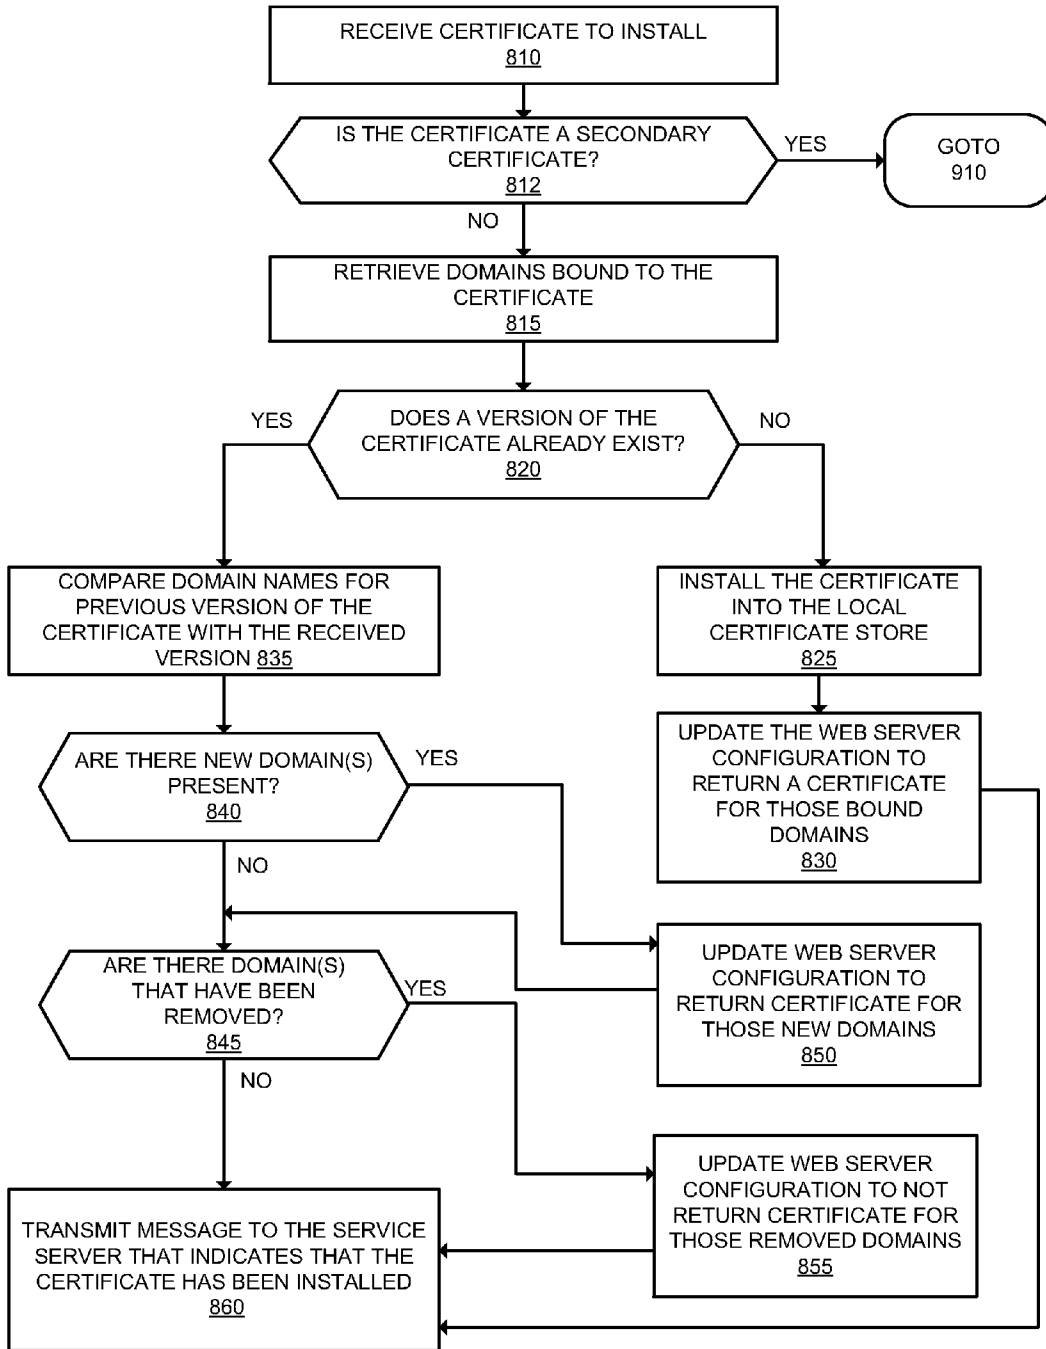 RECEIVE CERTIFICATE TO INSTALL
810
IS THE CERTIFICATE A SECONDARY
CERTIFICATE?
812
YES
GOTO
910
NO
RETRIEVE DOMAINS BOUND TO THE
CERTIFICATE
815
DOES A VERSION OF THE
CERTIFICATE ALREADY EXIST?
820
YES
NO
COMPARE DOMAIN NAMES FOR
PREVIOUS VERSION OF THE
CERTIFICATE WITH THE RECEIVED
VERSION 835
INSTALL THE CERTIFICATE
INTO THE LOCAL
CERTIFICATE STORE
825
UPDATE THE WEB SERVER
CONFIGURATION TO
RETURN A CERTIFICATE
FOR THOSE BOUND
DOMAINS
830
ARE THERE NEW DOMAIN(S)
PRESENT?
840
YES
NO
ARE THERE DOMAIN(S)
THAT HAVE BEEN
REMOVED?
845
YES
NO
UPDATE WEB SERVER
CONFIGURATION TO
RETURN CERTIFICATE FOR
THOSE NEW DOMAINS
850
UPDATE WEB SERVER
CONFIGURATION TO NOT
RETURN CERTIFICATE FOR
THOSE REMOVED DOMAINS
855
TRANSMIT MESSAGE TO THE SERVICE
SERVER THAT INDICATES THAT THE
CERTIFICATE HAS BEEN INSTALLED
860